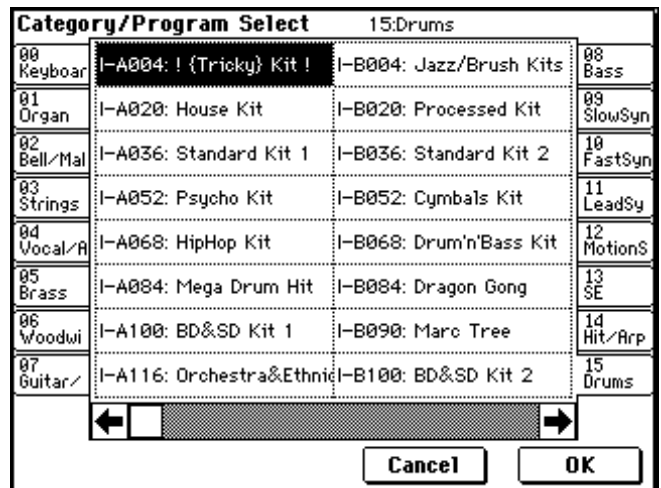 Category/Program Select 15:Drums
00
Keyboar
01
Organ
02
Bell/Mal
03
Strings
04
Vocal/A
05
Brass
06
Woodwi
07
Guitar/
I-A004: ! {Tricky} Kit ! I-B004: Jazz/Brush Kits
I-A020: House Kit I-B020: Processed Kit
I-A036: Standard Kit 1 I-B036: Standard Kit 2
I-A052: Psycho Kit I-B052: Cymbals Kit
I-A068: HipHop Kit I-B068: Drum'n'Bass Kit
I-A084: Mega Drum Hit I-B084: Dragon Gong
I-A100: BD&SD Kit 1 I-B090: Marc Tree
I-A116: Orchestra&Ethnic I-B100: BD&SD Kit 2
08
Bass
09
SlowSyn
10
FastSyn
11
LeadSy
12
MotionS
13
SE
14
Hit/Arp
15
Drums
Cancel OK